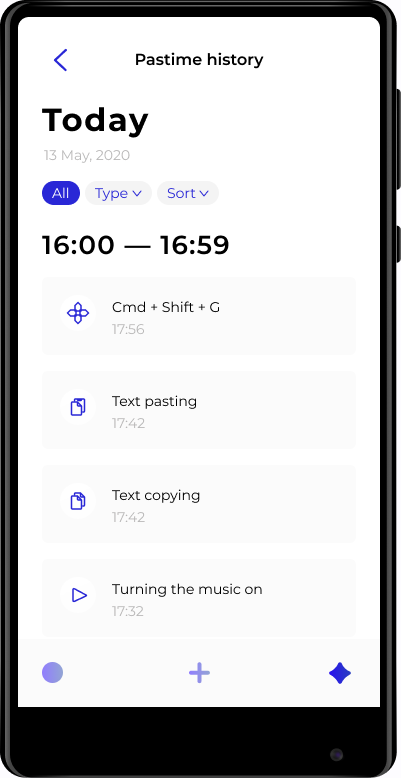 Pastime history
Today
13 May, 2020
All Type Sort
16:00 — 16:59
Cmd + Shift + G
17:56
Text pasting
17:42
Text copying
17:42
Turning the music on
17:32